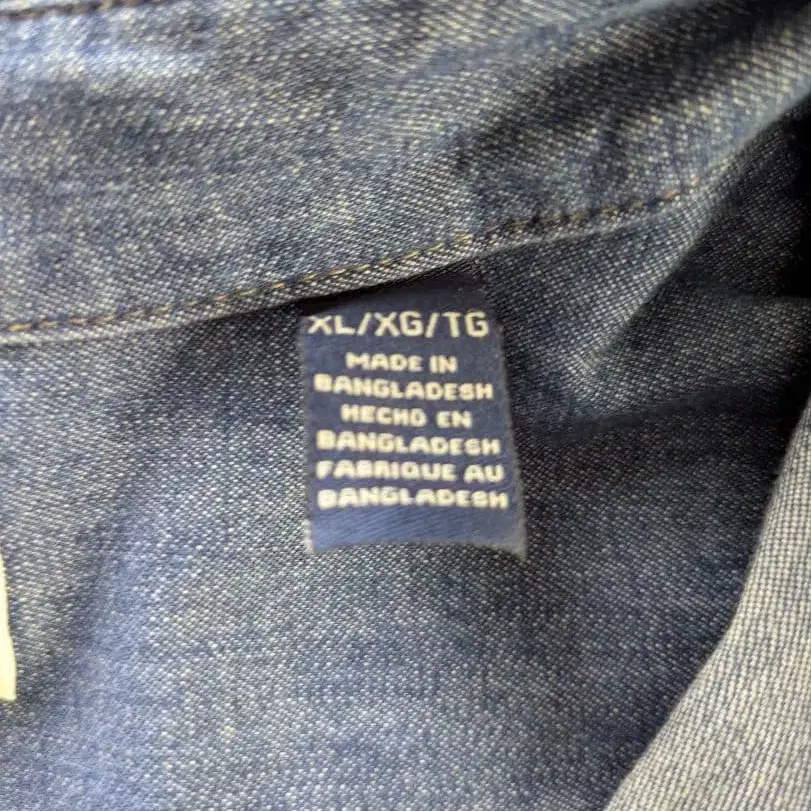 XL/XG/TG
MADE IN
BANGLADESH
HECHO EN
BANGLADESH
FABRIQUE AU
BANGLADESH